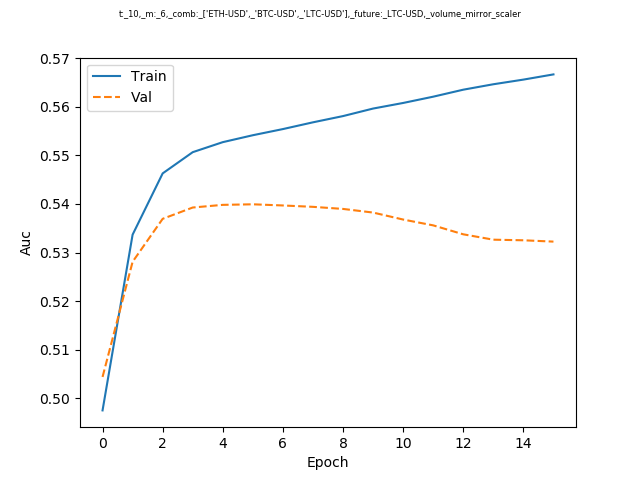 t:_10,_m:_6,_comb:_['ETH-USD',_'BTC-USD',_'LTC-USD'],_future:_LTC-USD,_volume_mirror_scaler
0.57
0.56
0.55
0.54
0.53
0.52
0.51
0.50
Auc
Train
Val
0 2 4 6 8 10 12 14
Epoch